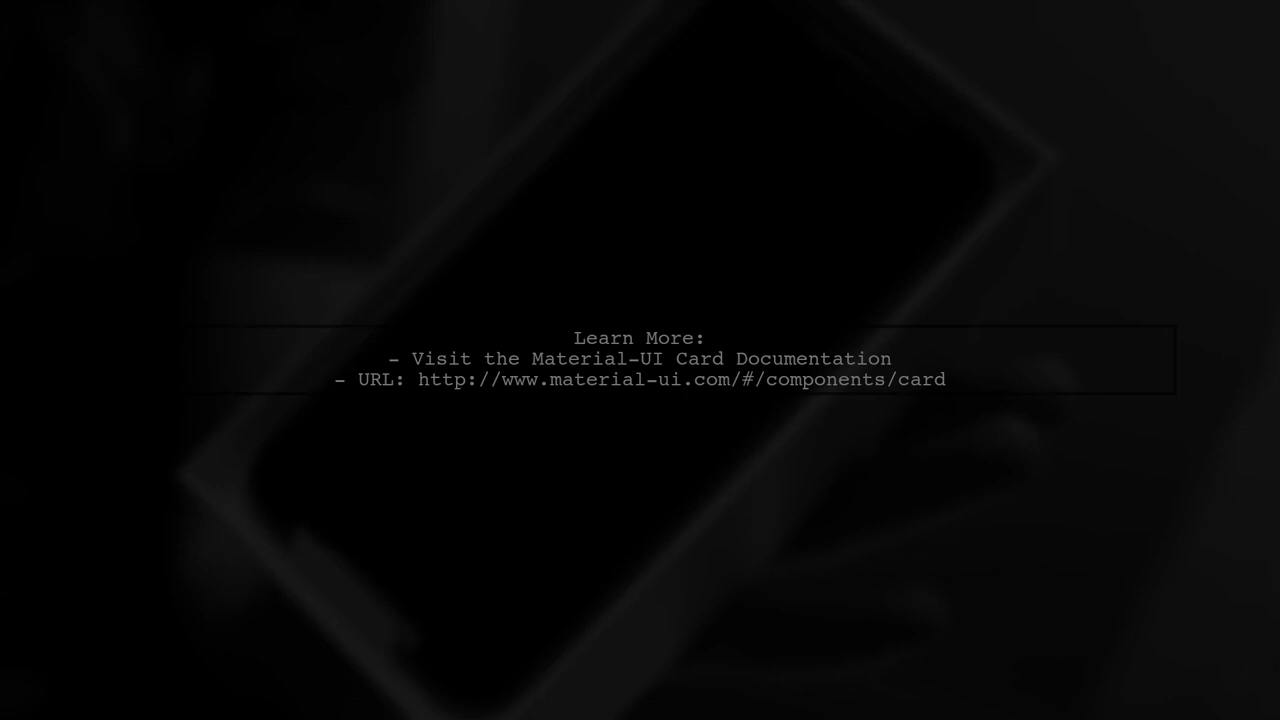 Learn More:
- Visit the Material-UI Card Documentation
- URL: http://www.material-ui.com/#/components/card